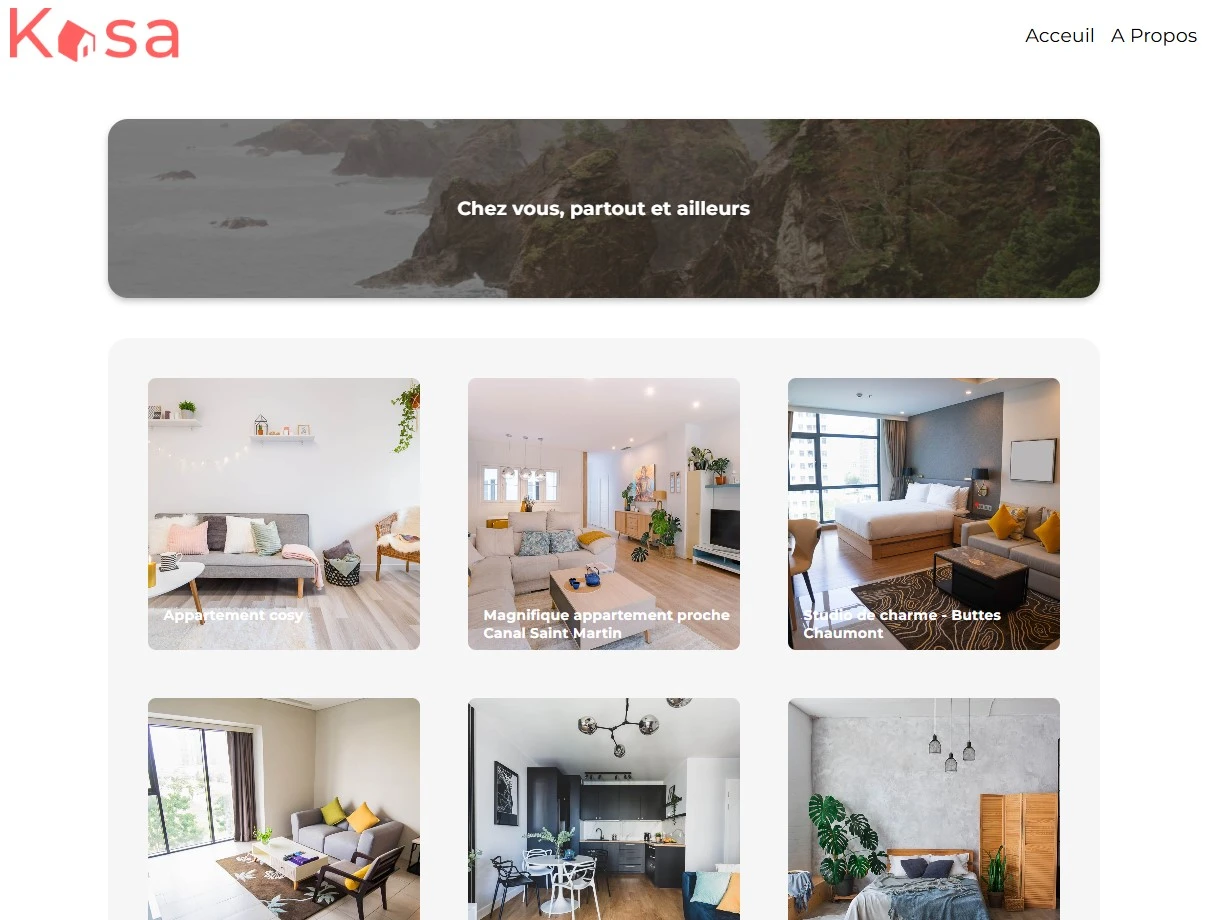 Kasa
Acceuil A Propos
Chez vous, partout et ailleurs
Appartement cosy
Magnifique appartement proche
Canal Saint Martin
Studio de charme - Buttes
Chaumont